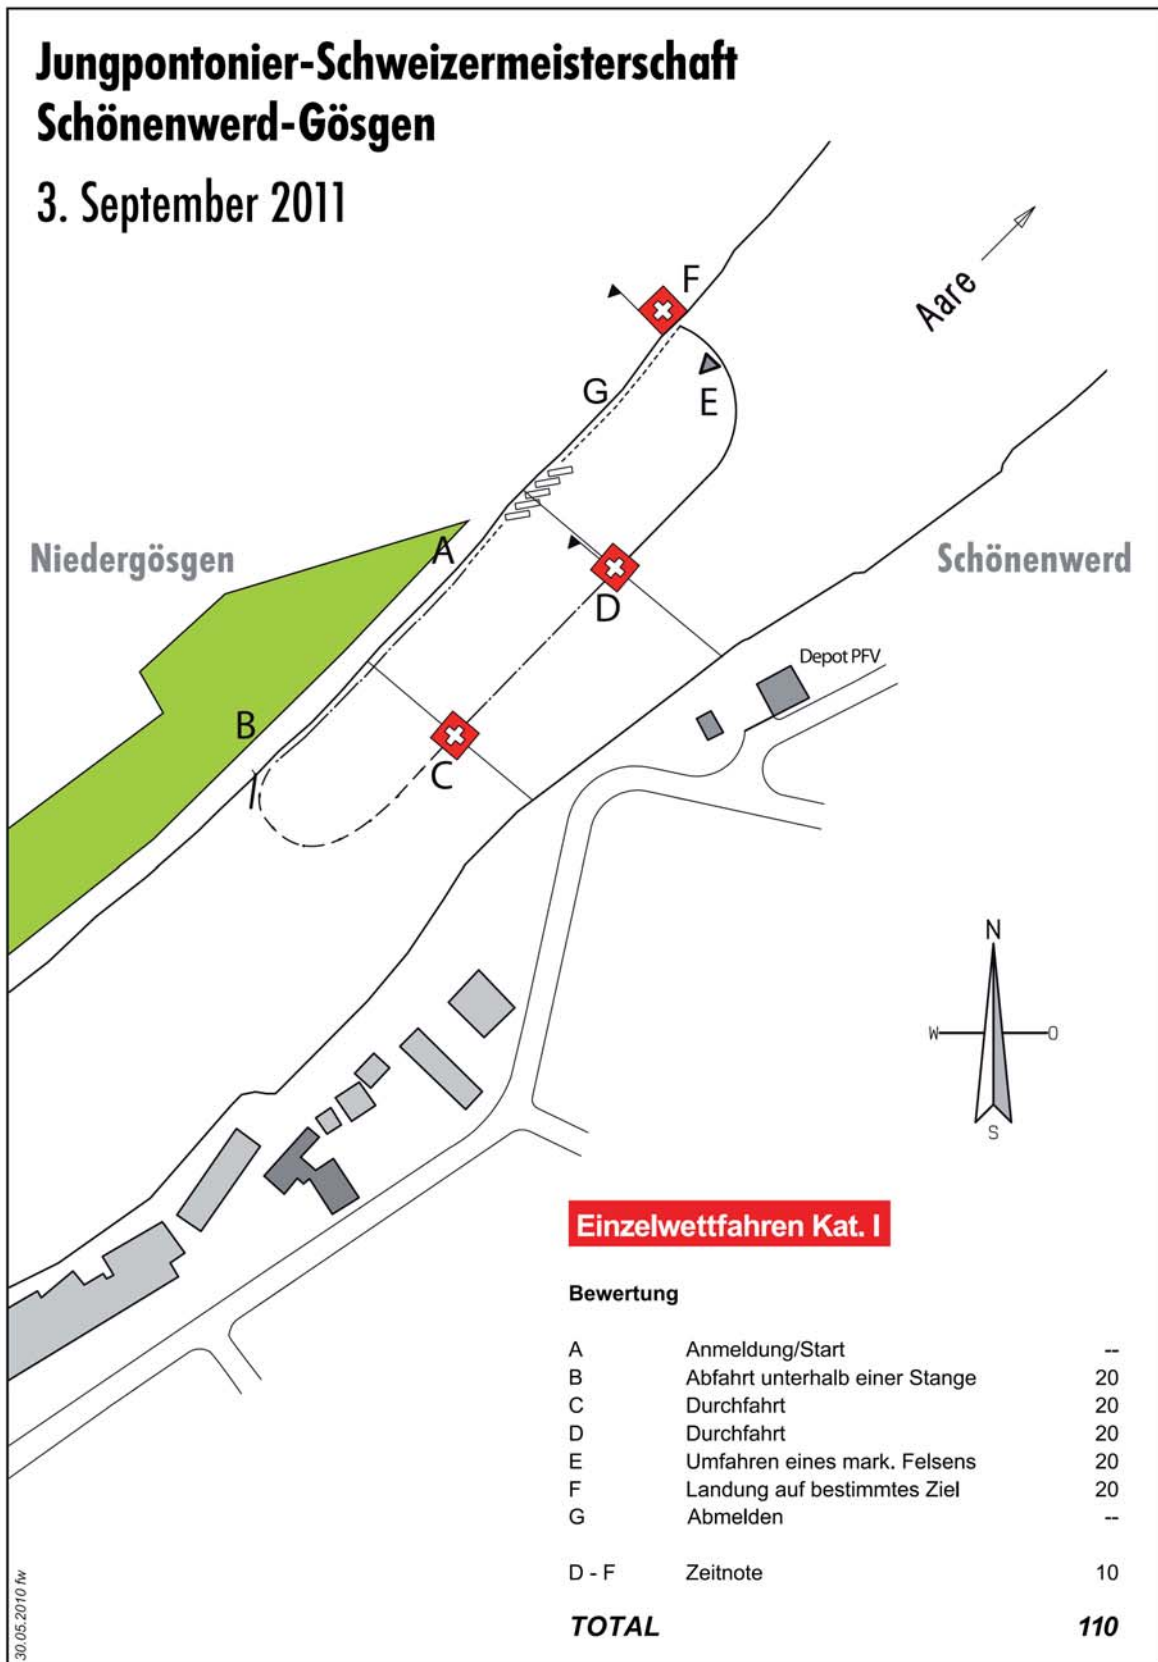 Jungpontonier-Schweizermeisterschaft
Schönenwerd-Gösgen
3. September 2011
F
Aare
G
E
Niedergösgen
A
Schönenwerd
D
Depot PFV
B
C
N
W O
S
Einzelwettfahren Kat. I
Bewertung
A Anmeldung/Start --
B Abfahrt unterhalb einer Stange 20
C Durchfahrt 20
D Durchfahrt 20
E Umfahren eines mark. Felsens 20
F Landung auf bestimmtes Ziel 20
G Abmelden --
D - F Zeitnote 10
TOTAL 110
30.05.2010 fw